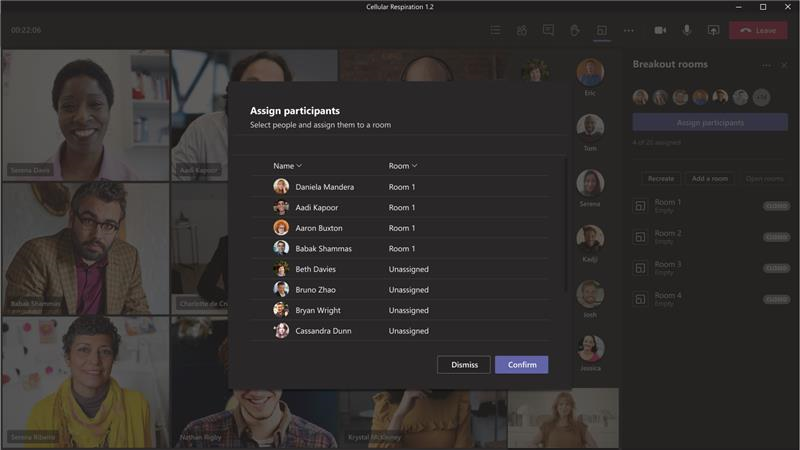 Cellular Respiration 1.2
00:22:06
Leave
Serena Davis
Aadi Kapoor
Babak Shammas
Charlotte de Cr
Serena Ribeiro
Nathan Rigby
Krystal McKinney
Eric
Tom
Serena
Kadji
Josh
Jessica
Assign participants
Select people and assign them to a room
Name Room
Daniela Mandera Room 1
Aadi Kapoor Room 1
Aaron Buxton Room 1
Babak Shammas Room 1
Beth Davies Unassigned
Bruno Zhao Unassigned
Bryan Wright Unassigned
Cassandra Dunn Unassigned
Dismiss Confirm
Breakout rooms
Assign participants
4 of 20 assigned
Recreate Add a room Open rooms
Room 1 CLOSED
Empty
Room 2 CLOSED
Empty
Room 3 CLOSED
Empty
Room 4 CLOSED
Empty